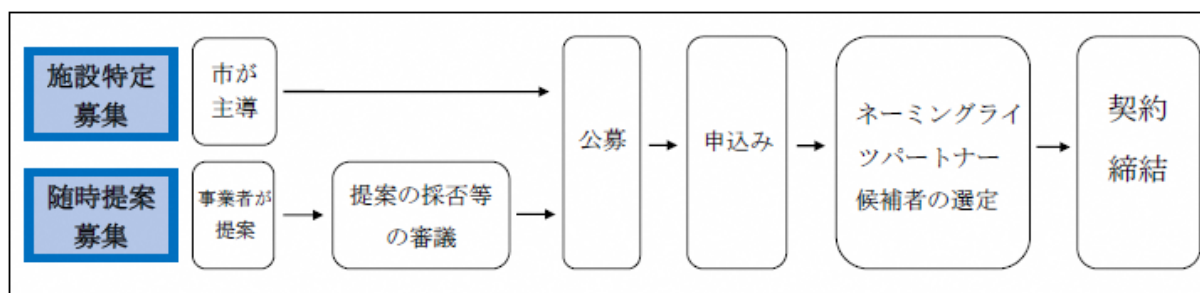 施設特定
募集
市が
主導
随時提案
募集
事業者が
提案
提案の採否等
の審議
公募
申込み
ネーミングライ
ツパートナー
候補者の選定
契約
締結